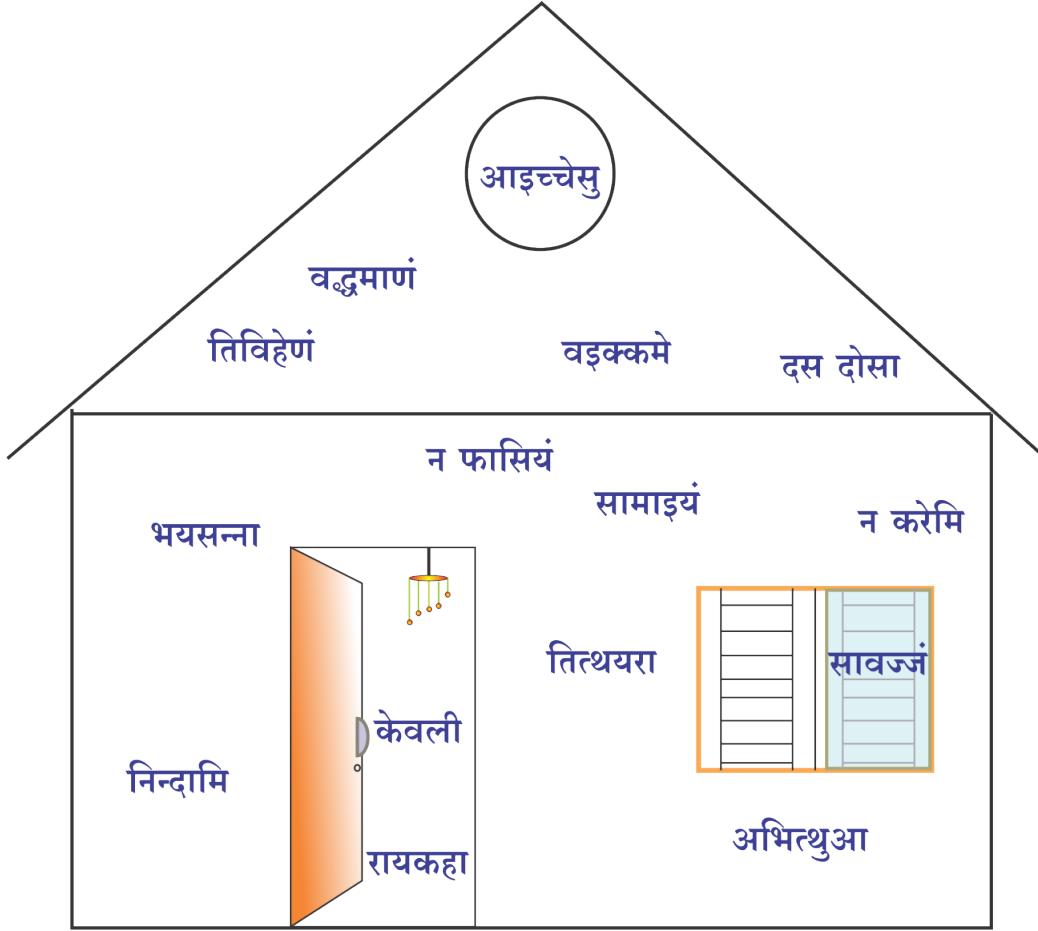 आइच्चेसु
वद्धमाणं
तिविहेणं
वइक्कमे
दस दोसा
न फासियं
सामाइयं
न करेमि
भयसन्ना
तित्थयरा
सावज्जं
केवली
निन्दामि
अभित्थुआ
रायकहा